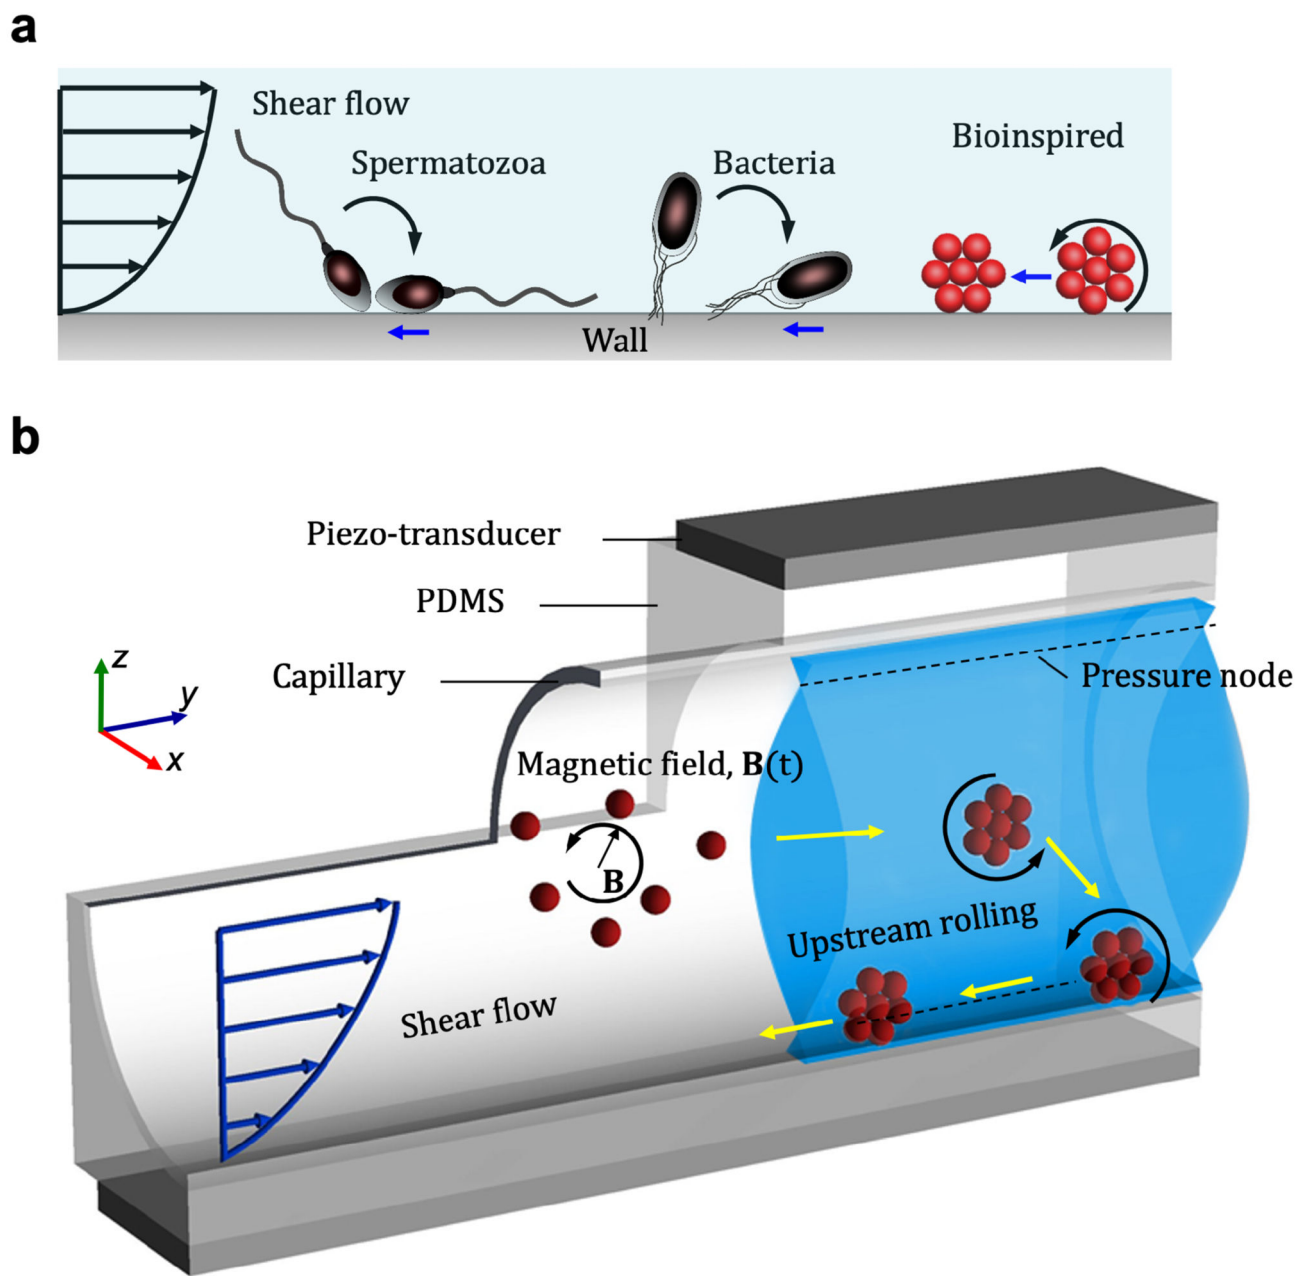 a
Shear flow
Spermatozoa
Bacteria
Bioinspired
Wall
b
Piezo-transducer
PDMS
Capillary
Pressure node
z
y
x
Magnetic field, B(t)
B
Upstream rolling
Shear flow